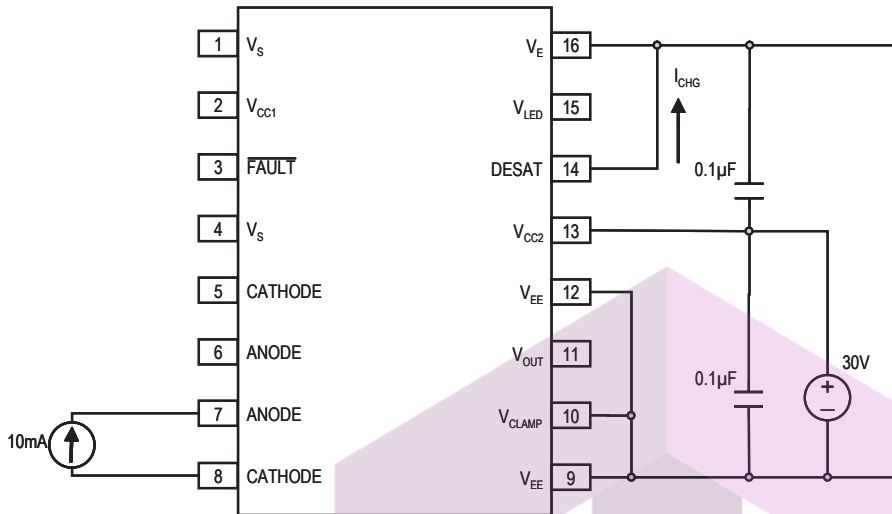 1 V_S V_E 16
I_CHG
2 V_CC1 V_LED 15
3 FAULT DESAT 14
0.1µF
4 V_S V_CC2 13
5 CATHODE V_EE 12
6 ANODE V_OUT 11
30V
0.1µF
7 ANODE V_CLAMP 10
10mA
8 CATHODE V_EE 9